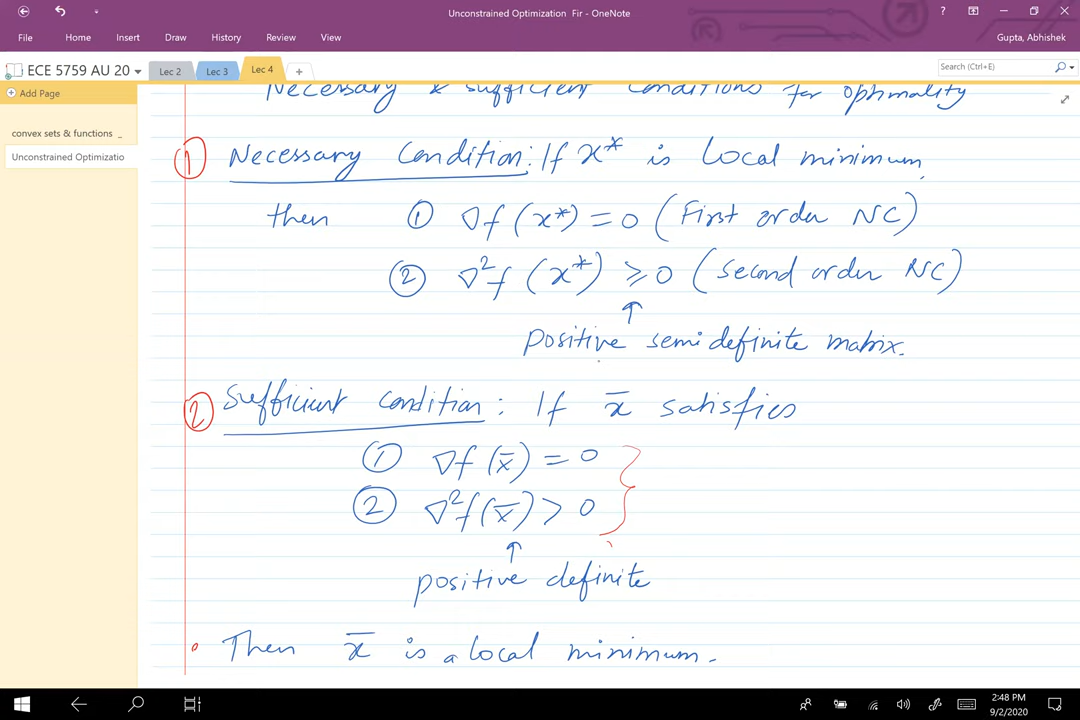 Unconstrained Optimization Fir - OneNote
?
File Home Insert Draw History Review View
Gupta, Abhishek
ECE 5759 AU 20
Lec 2 Lec 3 Lec 4 +
Search (Ctrl+E)
Add Page
convex sets & functions
Unconstrained Optimizatio
Necessary & sufficient conditions for optimality
① Necessary Condition: If x* is local minimum,
then ① ∇f(x*) = 0 (First order NC)
② ∇²f(x*) ≥ 0 (second order NC)
↑
positive semidefinite matrix.
② Sufficient condition: If x̄ satisfies
① ∇f(x̄) = 0
② ∇²f(x̄) > 0
↑
positive definite
Then x̄ is a local minimum.
2:48 PM
9/2/2020